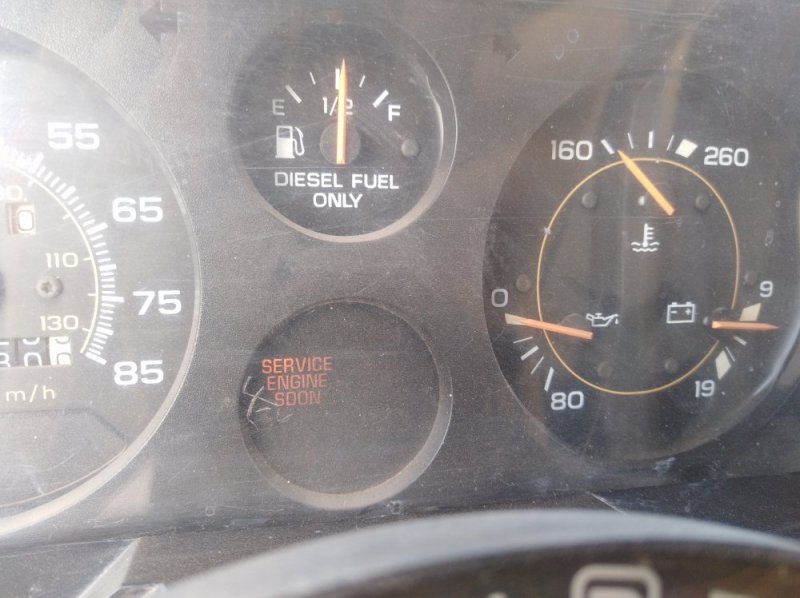 55
65
75
85
110
130
m/h
E 1/2 F
DIESEL FUEL
ONLY
SERVICE
ENGINE
SOON
160 260
0 9
80 19